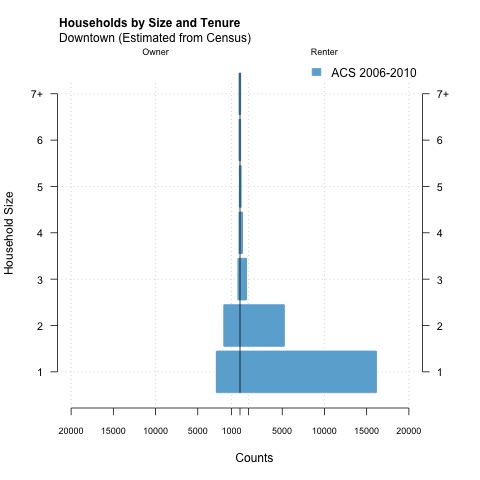 Households by Size and Tenure
Downtown (Estimated from Census)
Owner Renter
ACS 2006-2010
7+ 7+
6 6
5 5
4 4
3 3
2 2
1 1
Household Size
20000 15000 10000 5000 1000 5000 10000 15000 20000
Counts